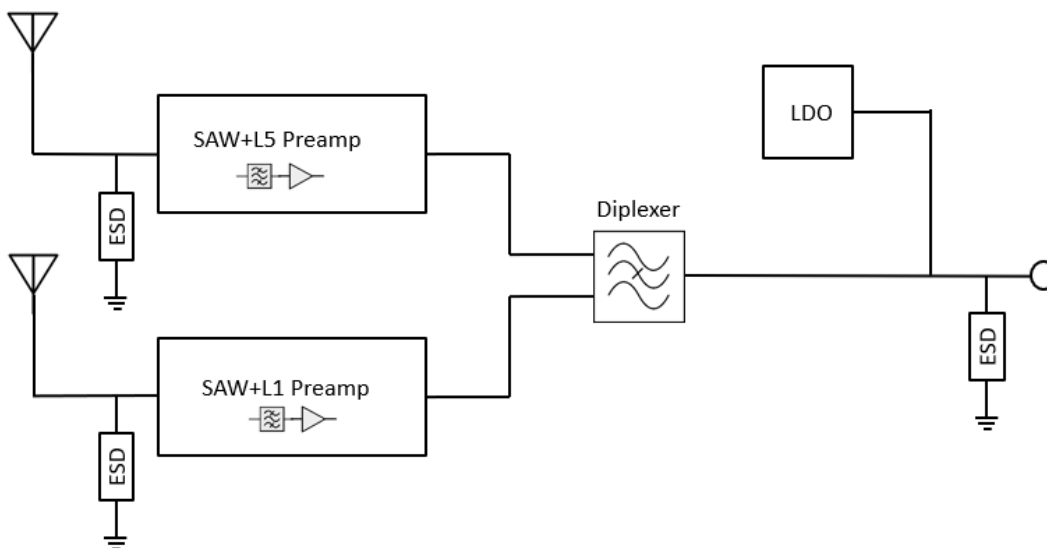 SAW+L5 Preamp
LDO
ESD
Diplexer
SAW+L1 Preamp
ESD
ESD